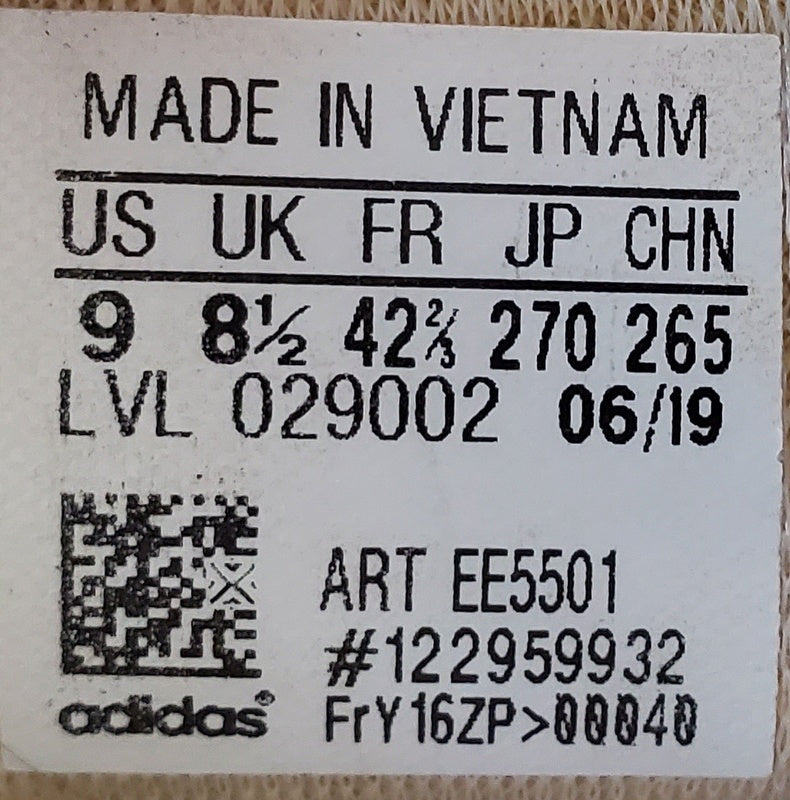 MADE IN VIETNAM
US UK FR JP CHN
9 8½ 42⅔ 270 265
LVL 029002 06/19
ART EE5501
#122959932
adidas® FrY16ZP>00040